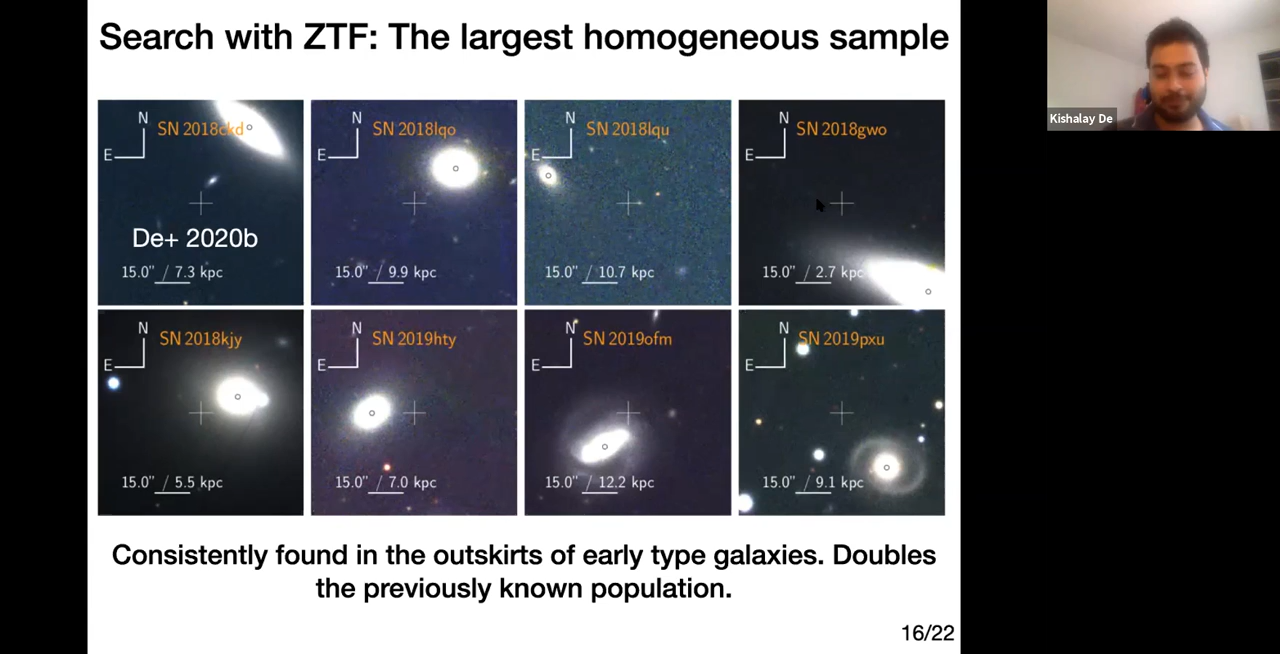 Search with ZTF: The largest homogeneous sample
Kishalay De
N
E
SN 2018ckd
De+ 2020b
15.0" / 7.3 kpc
N
E
SN 2018lqo
15.0" / 9.9 kpc
N
E
SN 2018lqu
15.0" / 10.7 kpc
N
E
SN 2018gwo
15.0" / 2.7 kpc
N
E
SN 2018kjy
15.0" / 5.5 kpc
N
E
SN 2019hty
15.0" / 7.0 kpc
N
E
SN 2019ofm
15.0" / 12.2 kpc
N
E
SN 2019pxu
15.0" / 9.1 kpc
Consistently found in the outskirts of early type galaxies. Doubles
the previously known population.
16/22